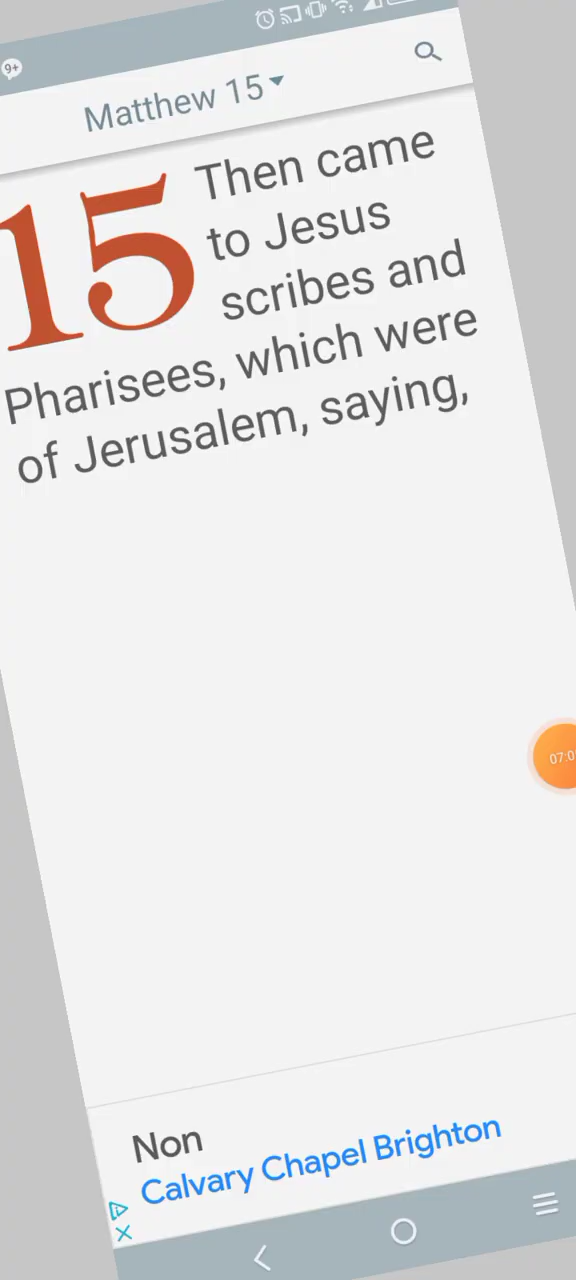 9+
Matthew 15
15 Then came
to Jesus
scribes and
Pharisees, which were
of Jerusalem, saying,
Non
Calvary Chapel Brighton